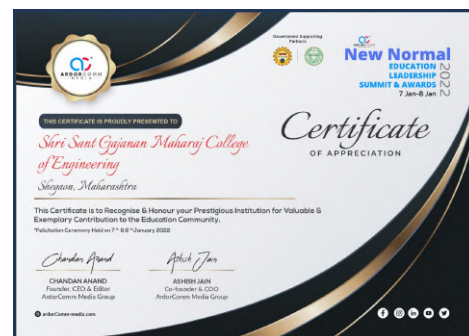 ARDORCOMM
MEDIA
Government Supporting
Partners
ARDORCOMM
New Normal
EDUCATION
LEADERSHIP
SUMMIT & AWARDS
7 Jan-8 Jan
2022
THIS CERTIFICATE IS PROUDLY PRESENTED TO
Shri Sant Gajanan Maharaj College
of Engineering
Shegaon, Maharashtra
Certificate
OF APPRECIATION
This Certificate is to Recognise & Honour your Prestigious Institution for Valuable &
Exemplary Contribution to the Education Community.
*Felicitation Ceremony Held on 7th & 8th January 2022
Chandan Anand
CHANDAN ANAND
Founder, CEO & Editor
ArdorComm Media Group
Ashish Jain
ASHISH JAIN
Co-founder & COO
ArdorComm Media Group
ardorComm-media.com